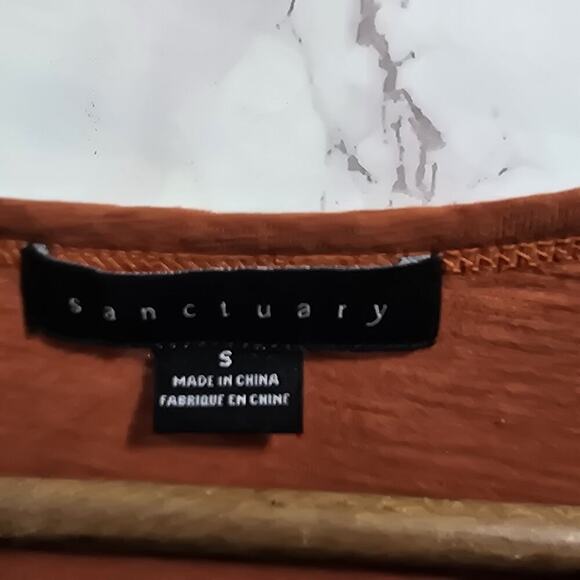 sanctuary
S
MADE IN CHINA
FABRIQUE EN CHINE